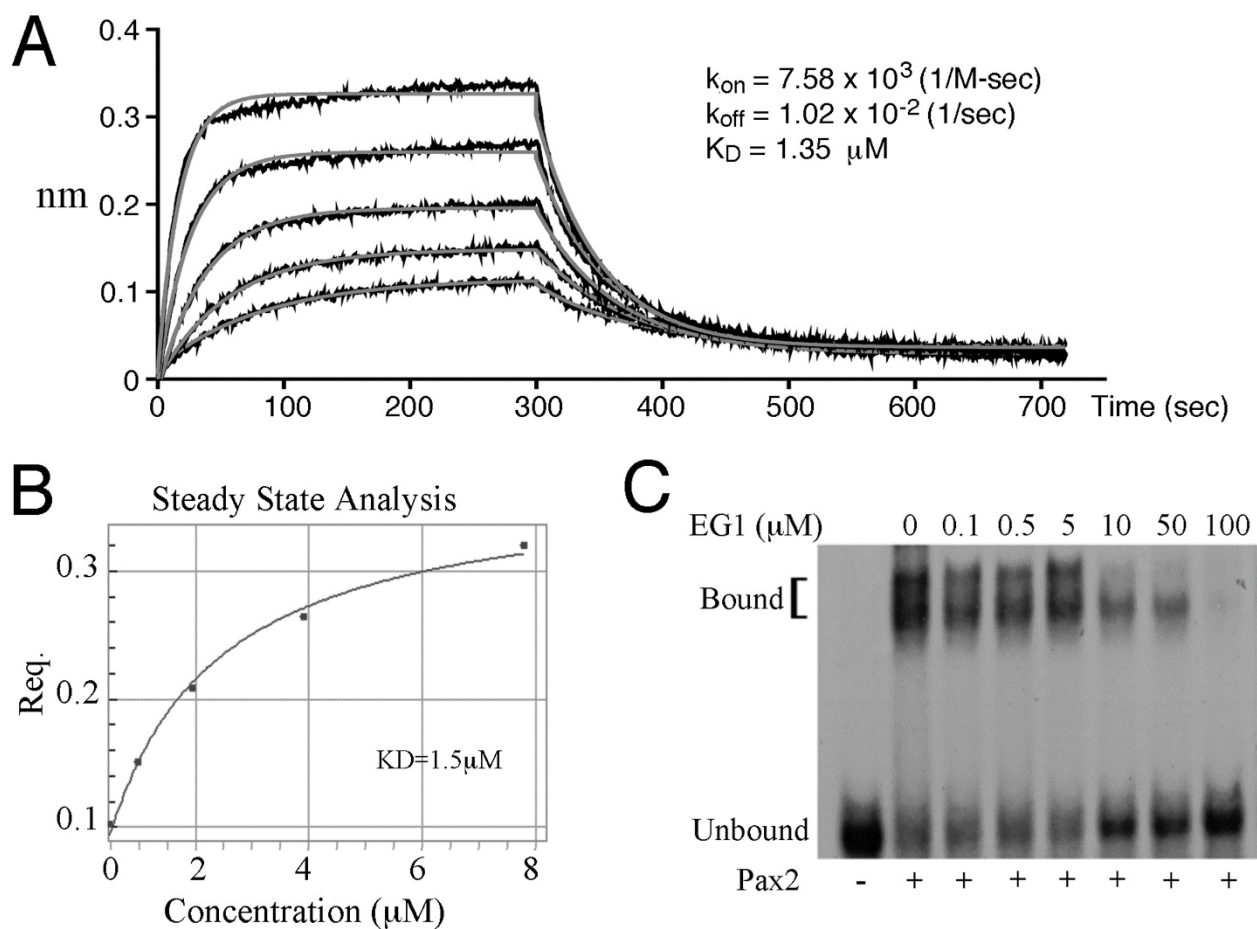 A
0.4
0.3
nm
0.2
0.1
0
0 100 200 300 400 500 600 700 Time (sec)
kon = 7.58 x 10³ (1/M-sec)
koff = 1.02 x 10⁻² (1/sec)
KD = 1.35 μM
B
Steady State Analysis
0.3
Req.
0.2
KD=1.5μM
0.1
0 2 4 6 8
Concentration (μM)
C
EG1 (μM) 0 0.1 0.5 5 10 50 100
Bound [
Unbound
Pax2 - + + + + + + +